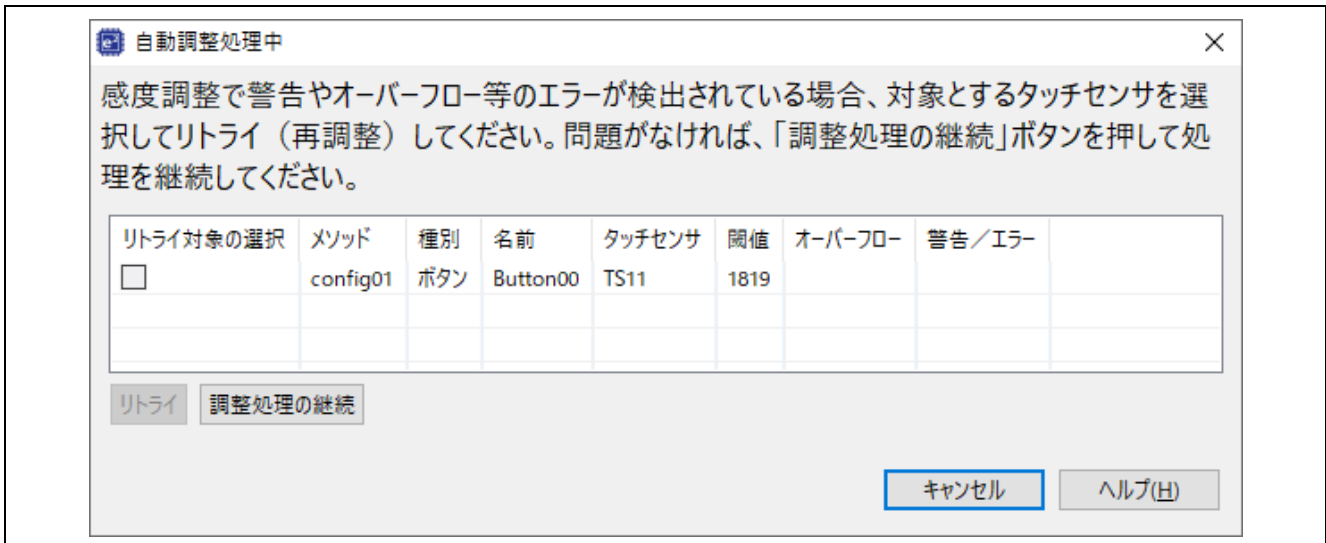 自動調整処理中
感度調整で警告やオーバーフロー等のエラーが検出されている場合、対象とするタッチセンサを選
択してリトライ（再調整）してください。問題がなければ、「調整処理の継続」ボタンを押して処
理を継続してください。
リトライ対象の選択 メソッド 種別 名前 タッチセンサ 閾値 オーバーフロー 警告／エラー
config01 ボタン Button00 TS11 1819
リトライ 調整処理の継続
キャンセル ヘルプ(H)